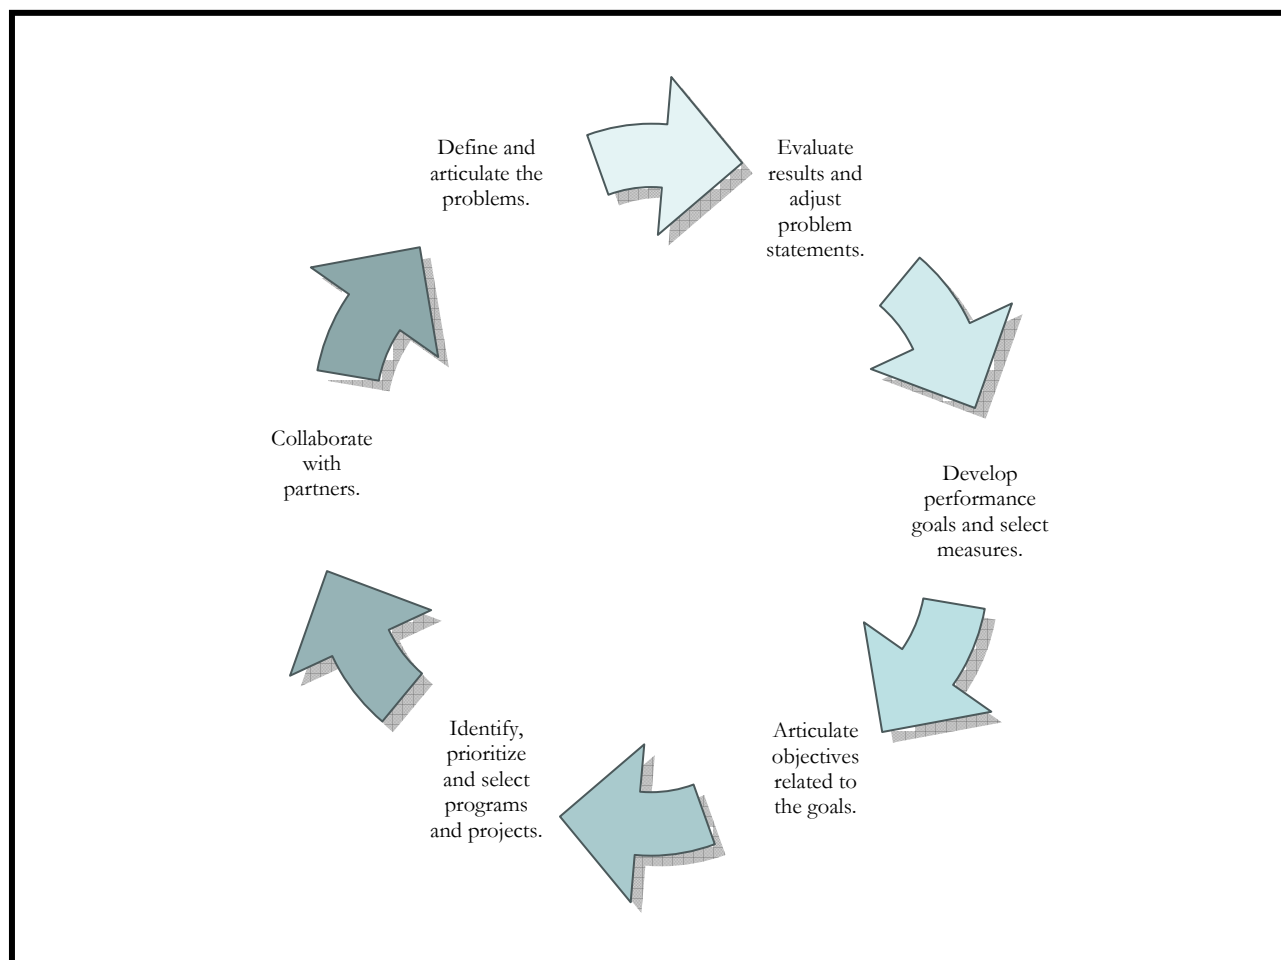 Define and
articulate the
problems.
Evaluate
results and
adjust
problem
statements.
Develop
performance
goals and select
measures.
Articulate
objectives
related to
the goals.
Identify,
prioritize
and select
programs
and projects.
Collaborate
with
partners.